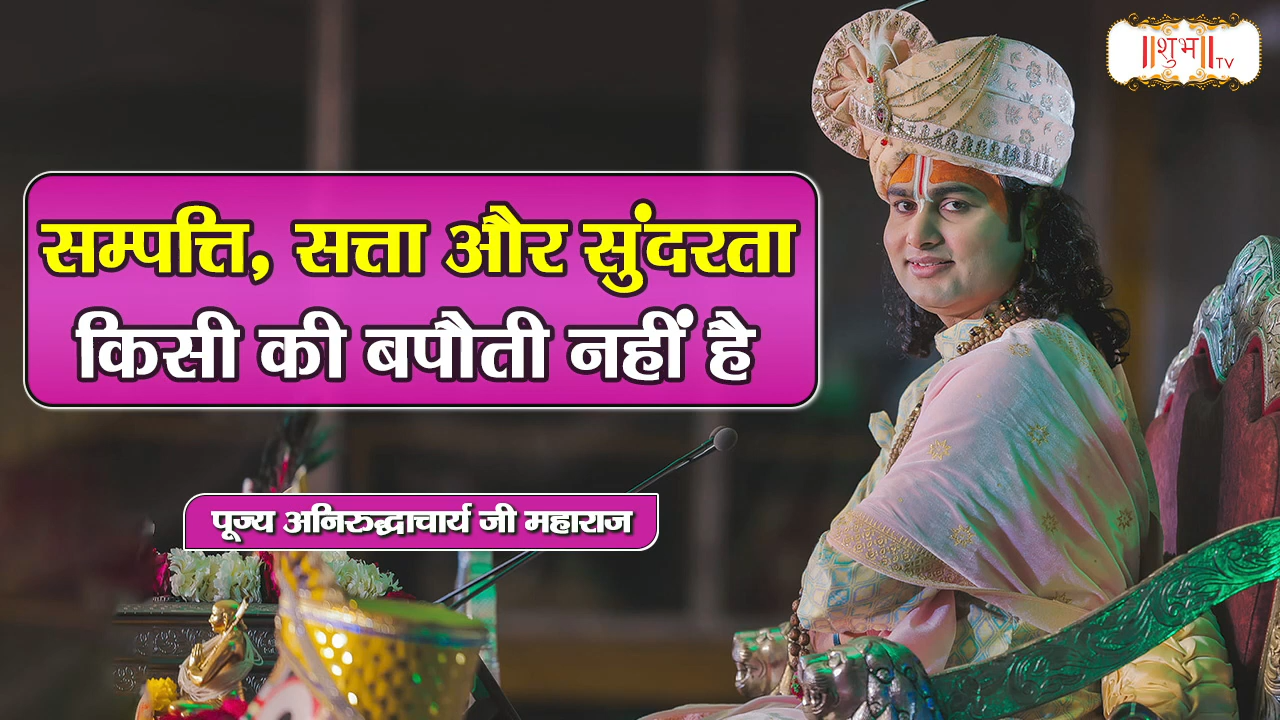 ॥शुभ॥TV
सम्पत्ति, सत्ता और सुंदरता
किसी की बपौती नहीं है
पूज्य अनिरुद्धाचार्य जी महाराज